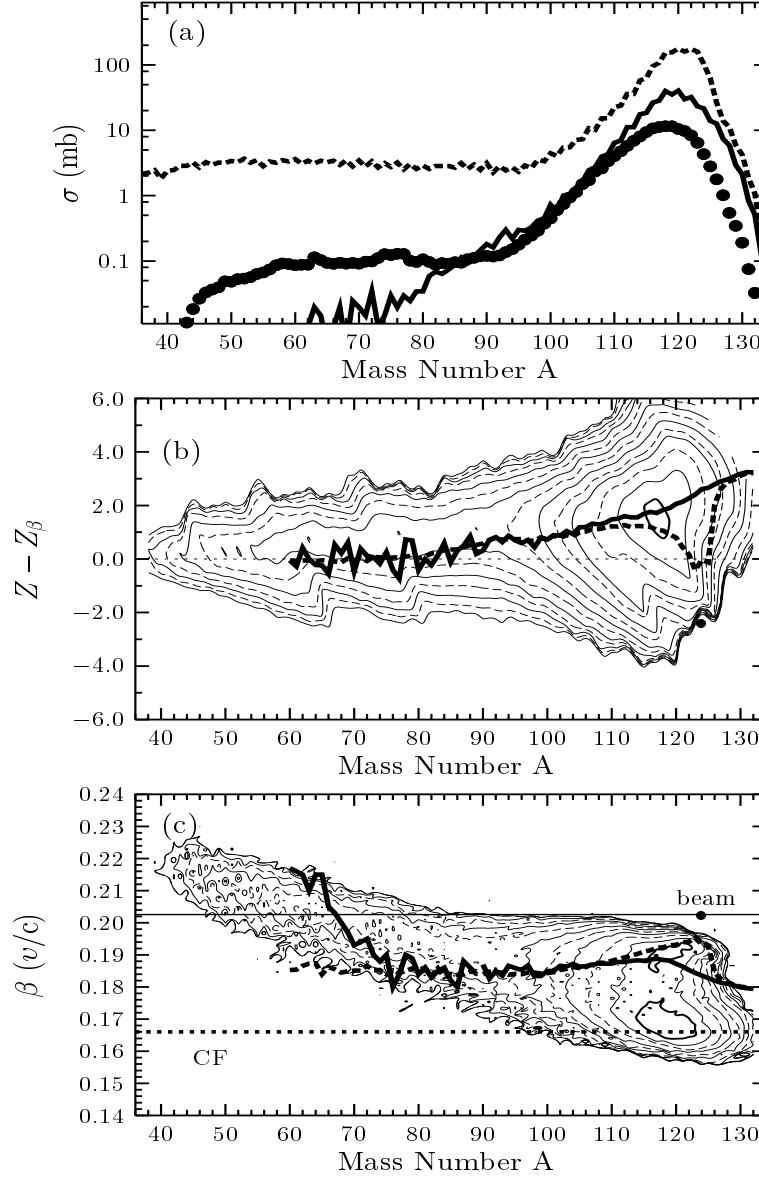 (a)
100
10
1
0.1
σ (mb)
40 50 60 70 80 90 100 110 120 130
Mass Number A
(b)
6.0
4.0
2.0
0.0
−2.0
−4.0
−6.0
Z − Zβ
40 50 60 70 80 90 100 110 120 130
Mass Number A
(c)
0.24
0.23
0.22
0.21
0.20
0.19
0.18
0.17
0.16
0.15
0.14
β (υ/c)
beam
CF
40 50 60 70 80 90 100 110 120 130
Mass Number A